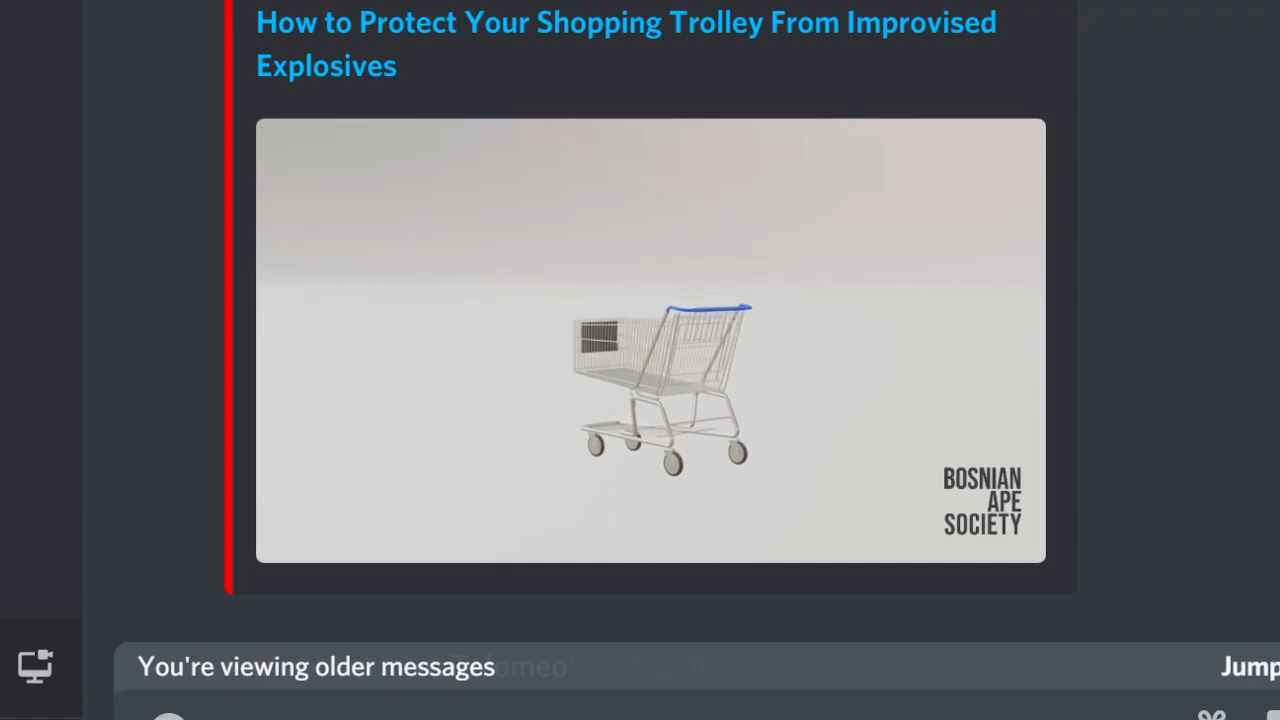 How to Protect Your Shopping Trolley From Improvised
Explosives
BOSNIAN
APE
SOCIETY
You're viewing older messages
Jump